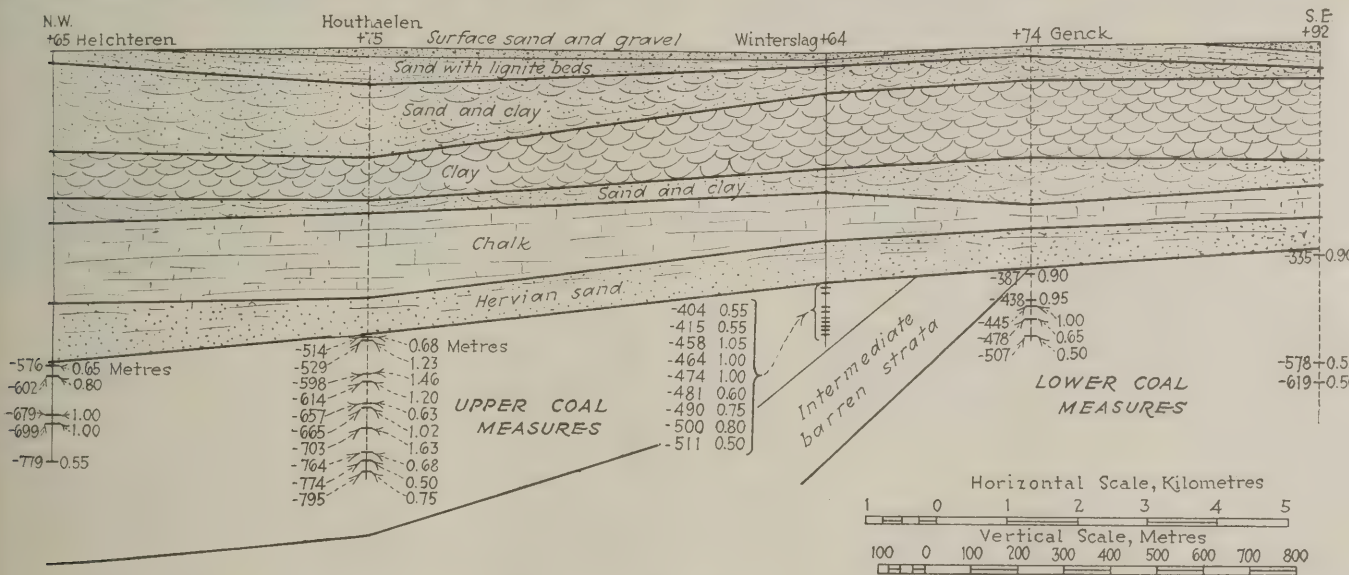 N.W.
+65 Helchteren
Houthaelen
+75
Surface sand and gravel
Winterslag +64
+74 Genck
S.E
+92
Sand with lignite beds
Sand and clay
Clay
Sand and clay
Chalk
Hervian sand
-576 0.65 Metres
-602 0.80
-679 1.00
-699 1.00
-779 0.55
-514 0.68 Metres
-529 1.23
-598 1.46
-614 1.20
-657 0.63
-665 1.02
-703 1.63
-764 0.68
-774 0.50
-795 0.75
UPPER COAL
MEASURES
-404 0.55
-415 0.55
-458 1.05
-464 1.00
-474 1.00
-481 0.60
-490 0.75
-500 0.80
-511 0.50
Intermediate
barren strata
-387 0.90
-438 0.95
-445 1.00
-478 0.65
-507 0.50
LOWER COAL
MEASURES
-335 0.90
-578 0.5
-619 0.50
Horizontal Scale, Kilometres
1 0 1 2 3 4 5
Vertical Scale, Metres
100 0 100 200 300 400 500 600 700 800